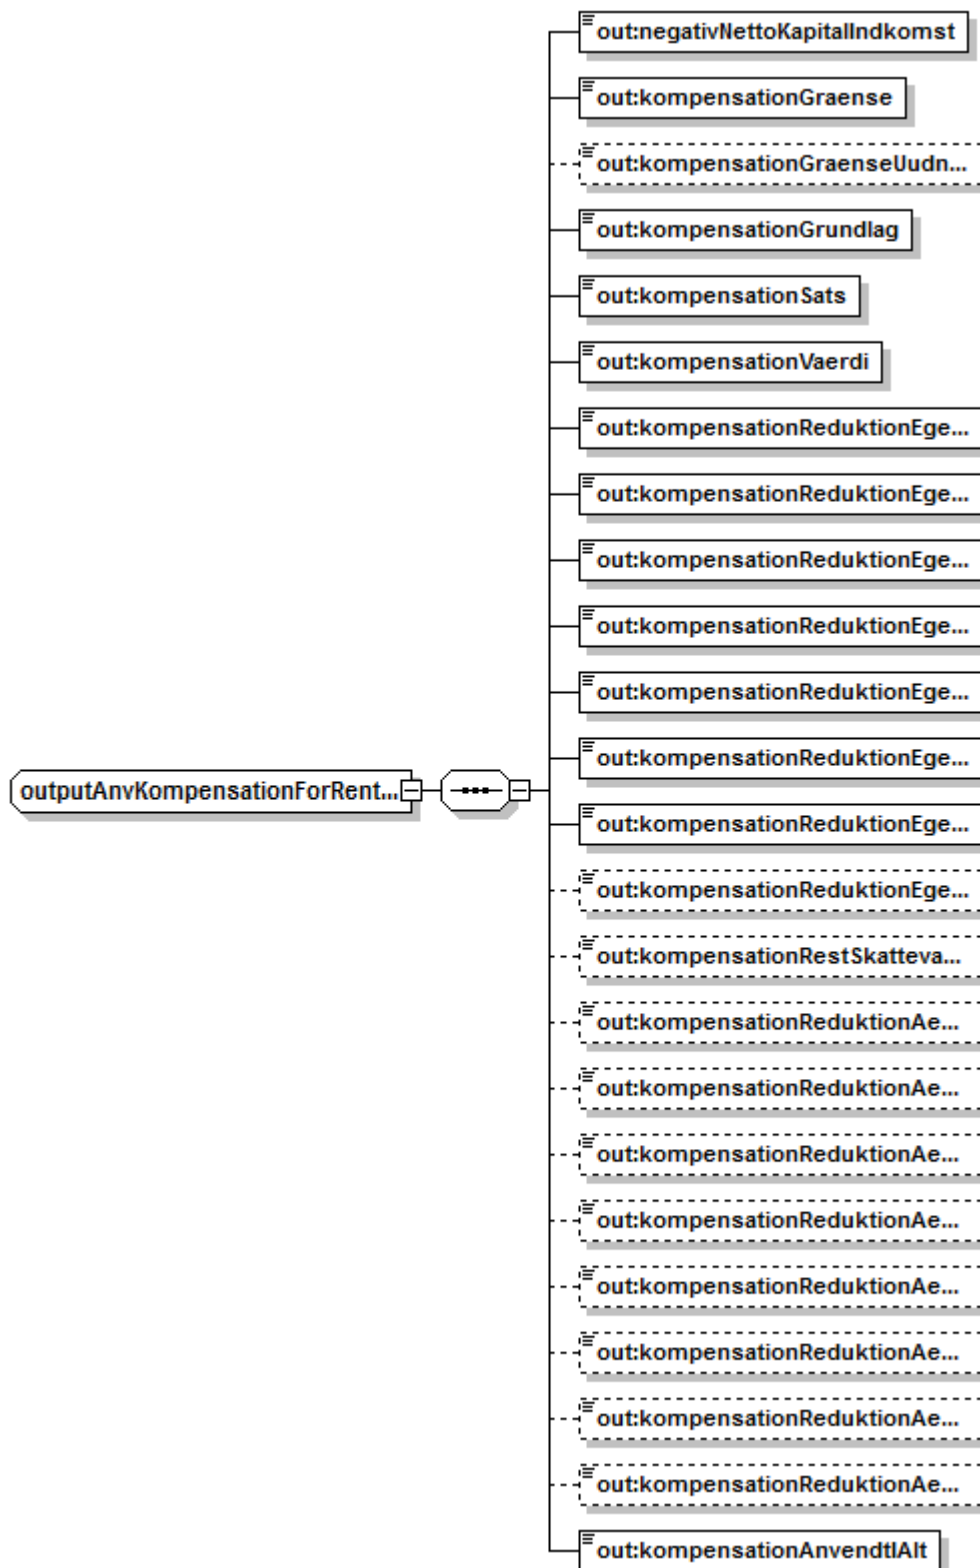 out:negativNettoKapitalIndkomst
out:kompensationGraense
out:kompensationGraenseUudn...
out:kompensationGrundlag
out:kompensationSats
out:kompensationVaerdi
out:kompensationReduktionEge...
out:kompensationReduktionEge...
out:kompensationReduktionEge...
out:kompensationReduktionEge...
out:kompensationReduktionEge...
out:kompensationReduktionEge...
outputAnvKompensationForRent...
out:kompensationReduktionEge...
out:kompensationReduktionEge...
out:kompensationRestSkatteva...
out:kompensationReduktionAe...
out:kompensationReduktionAe...
out:kompensationReduktionAe...
out:kompensationReduktionAe...
out:kompensationReduktionAe...
out:kompensationReduktionAe...
out:kompensationReduktionAe...
out:kompensationReduktionAe...
out:kompensationAnvendtIAlt